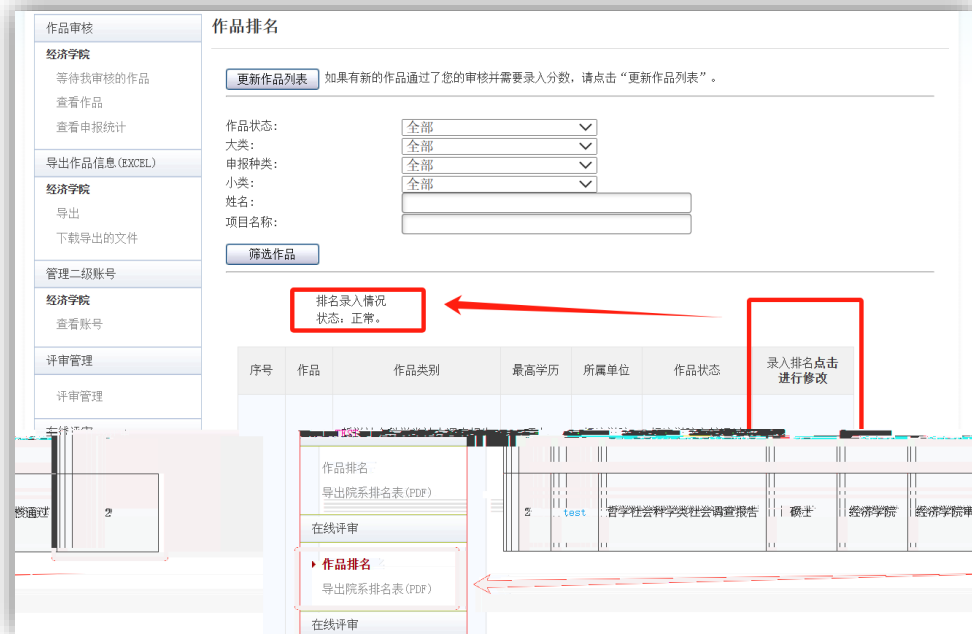 作品审核
经济学院
等待我审核的作品
查看作品
查看申报统计
导出作品信息(EXCEL)
经济学院
导出
下载导出的文件
管理二级账号
经济学院
查看账号
评审管理
评审管理
作品排名
更新作品列表 如果有新的作品通过了您的审核并需要录入分数，请点击“更新作品列表”。
作品状态: 全部
大类: 全部
申报种类: 全部
小类: 全部
姓名:
项目名称:
筛选作品
排名录入情况
状态：正常。
序号 作品 作品类别 最高学历 所属单位 作品状态 录入排名点击
进行修改
作品排名
导出院系排名表(PDF)
在线评审
作品排名
导出院系排名表(PDF)
在线评审
2
2 test 哲学社会科学类社会调查报告 硕士 经济学院 经济学院审